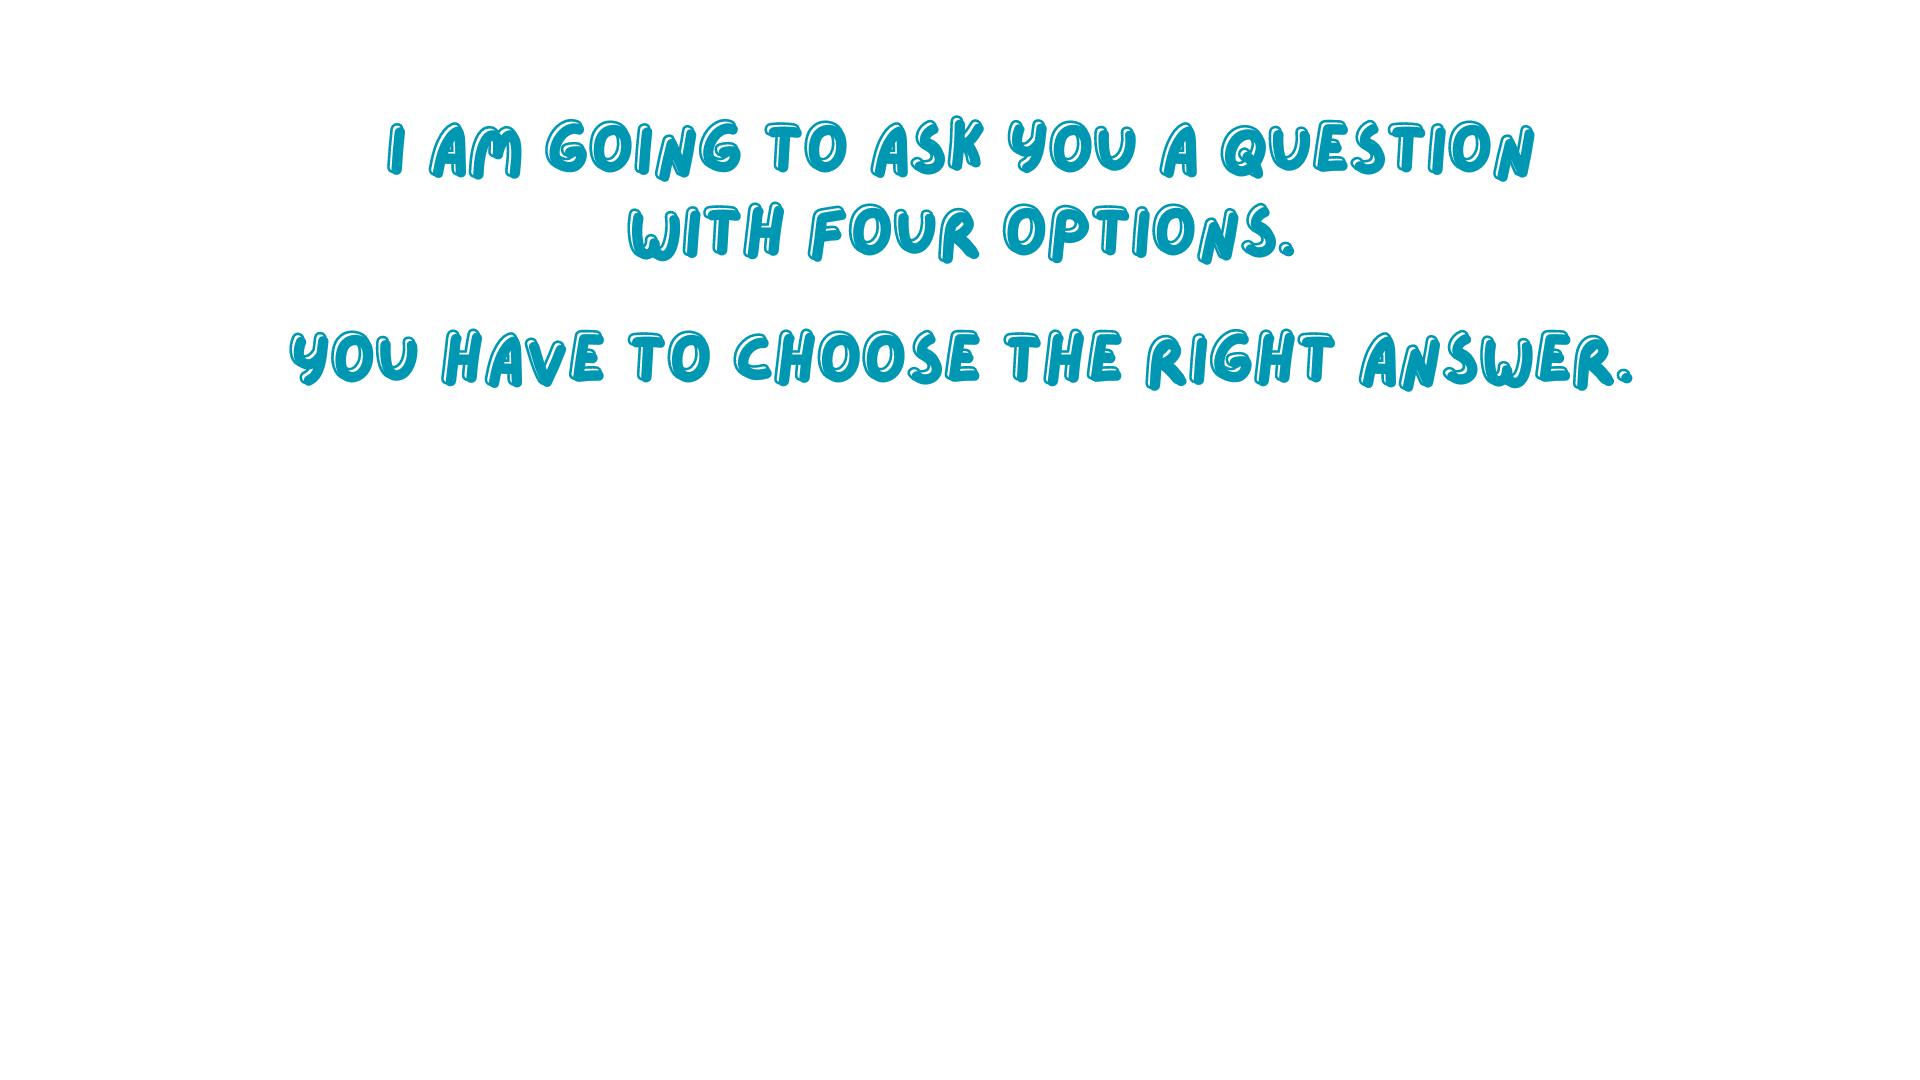 I AM GOING TO ASK YOU A QUESTION
WITH FOUR OPTIONS.
YOU HAVE TO CHOOSE THE RIGHT ANSWER.